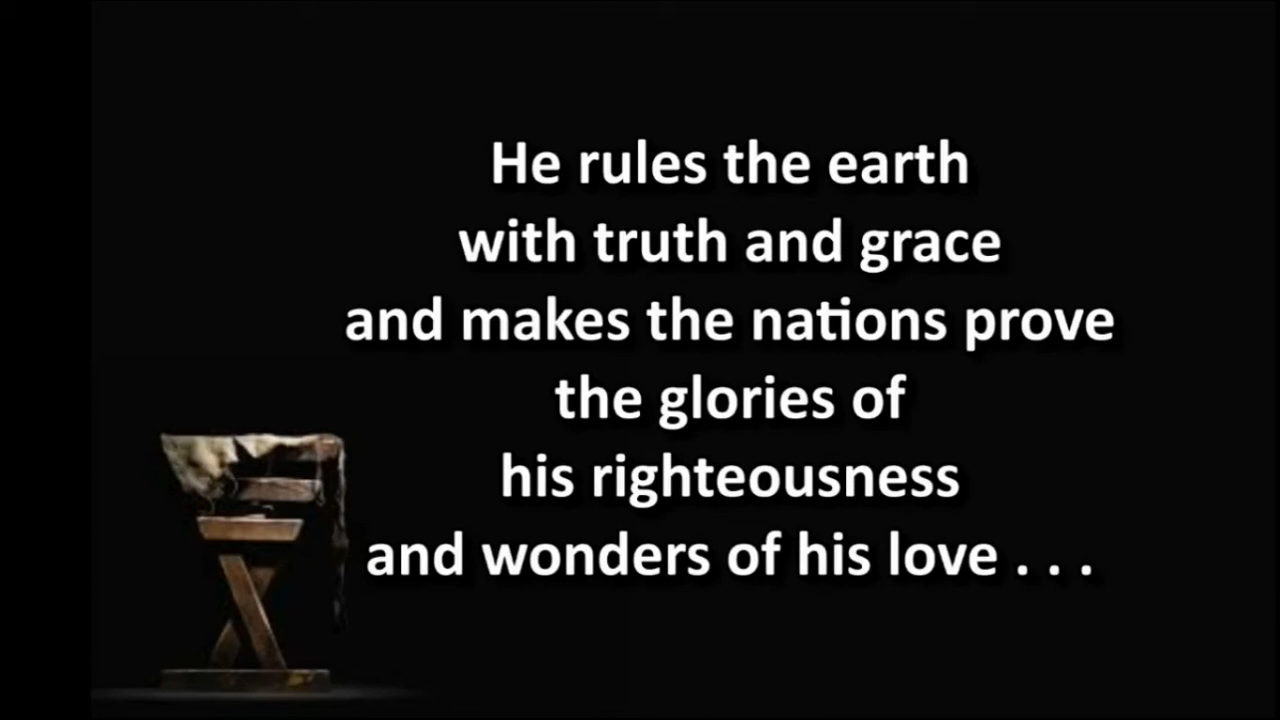 He rules the earth
with truth and grace
and makes the nations prove
the glories of
his righteousness
and wonders of his love . . .